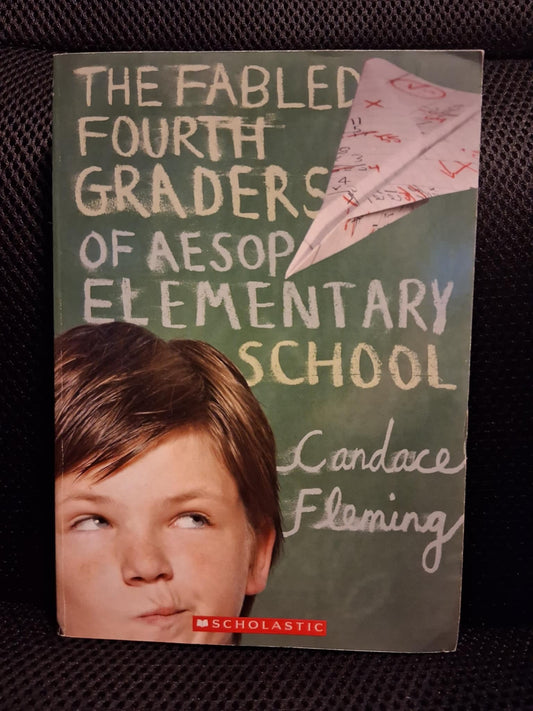 THE FABLED
FOURTH
GRADERS
OF AESOP
ELEMENTARY
SCHOOL
Candace
Fleming
SCHOLASTIC